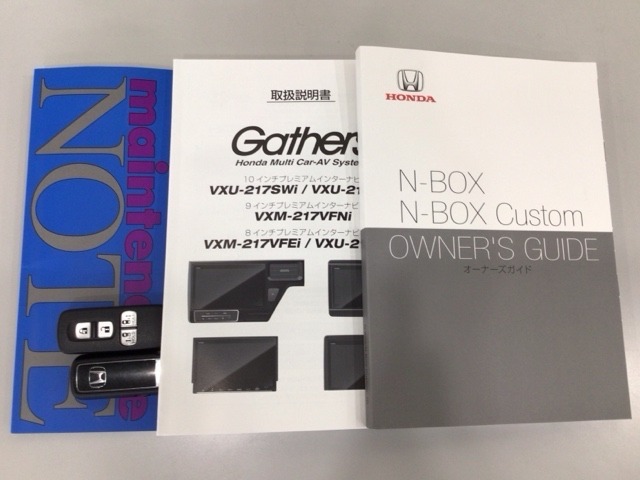 maintenance
NOTE
取扱説明書
Gathers
Honda Multi Car-AV System
10インチプレミアムインターナビ
VXU-217SWi / VXU-21
9インチプレミアムインターナビ
VXM-217VFNi
8インチプレミアムインターナビ
VXM-217VFEi / VXU-2
HONDA
N-BOX
N-BOX Custom
OWNER'S GUIDE
オーナーズガイド